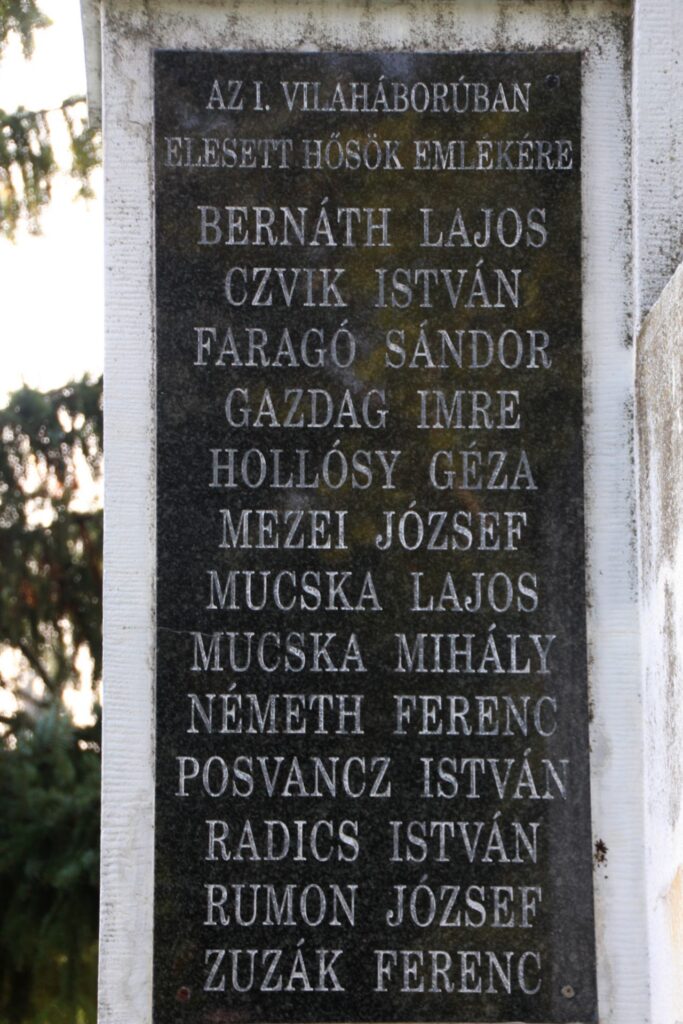 AZ I. VILAHÁBORÚBAN
ELESETT HŐSÖK EMLÉKÉRE
BERNÁTH LAJOS
CZVIK ISTVÁN
FARAGÓ SÁNDOR
GAZDAG IMRE
HOLLÓSY GÉZA
MEZEI JÓZSEF
MUCSKA LAJOS
MUCSKA MIHÁLY
NÉMETH FERENC
POSVANCZ ISTVÁN
RADICS ISTVÁN
RUMON JÓZSEF
ZUZÁK FERENC